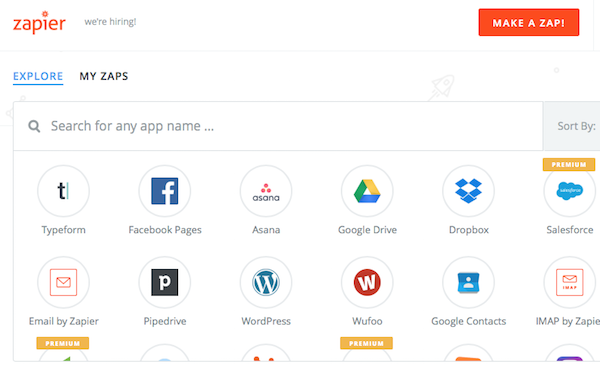 zapier we're hiring! MAKE A ZAP!
EXPLORE MY ZAPS
Search for any app name ... Sort By:
PREMIUM
t asana salesforce
Typeform Facebook Pages Asana Google Drive Dropbox Salesforce
p W W IMAP
Email by Zapier Pipedrive WordPress Wufoo Google Contacts IMAP by Zapie
PREMIUM PREMIUM